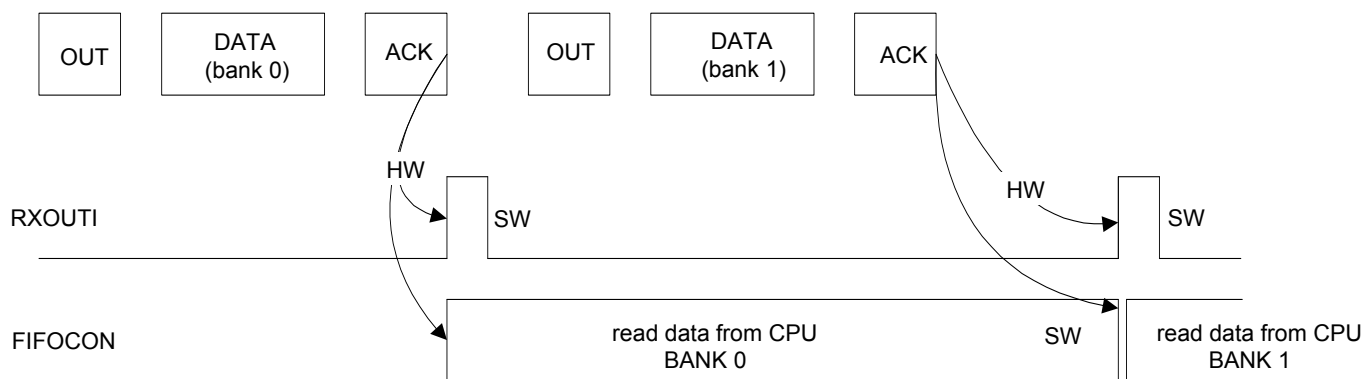 OUT
DATA
(bank 0)
ACK
OUT
DATA
(bank 1)
ACK
HW
HW
RXOUTI
SW
SW
FIFOCON
read data from CPU
BANK 0
SW
read data from CPU
BANK 1